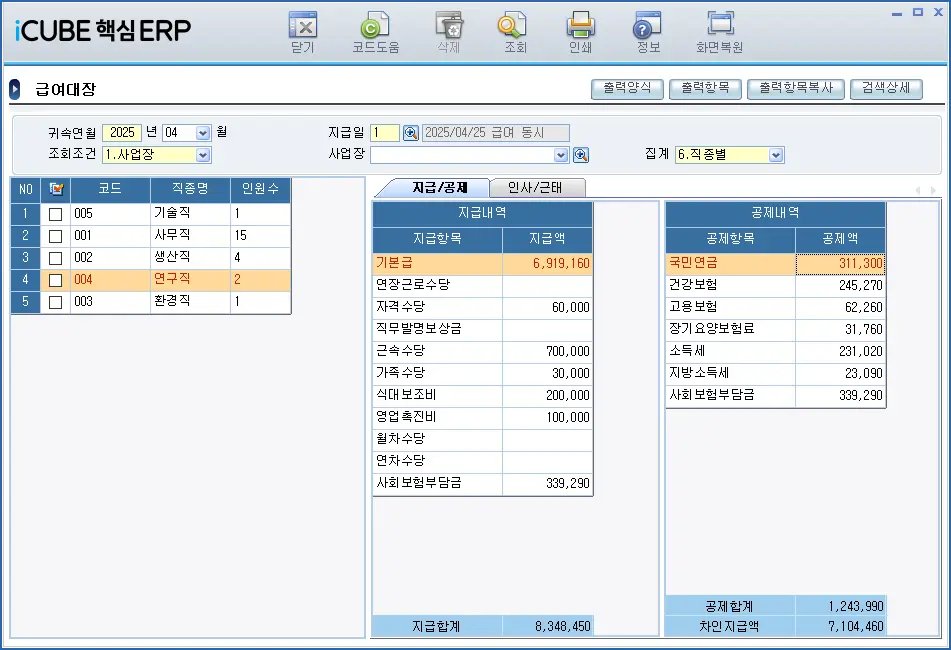 iCUBE 핵심ERP
닫기 코드도움 삭제 조회 인쇄 정보 화면복원
급여대장 출력양식 출력항목 출력항목복사 검색상세
귀속연월 2025 년 04 월 지급일 1 2025/04/25 급여 동시
조회조건 1.사업장 사업장 집계 6.직종별
지급/공제 인사/근태
NO 코드 직종명 인원수
1 005 기술직 1
2 001 사무직 15
3 002 생산직 4
4 004 연구직 2
5 003 환경직 1
지급내역
지급항목 지급액
기본급 6,919,160
연장근로수당
자격수당 60,000
직무발명보상금
근속수당 700,000
가족수당 30,000
식대보조비 200,000
영업촉진비 100,000
월차수당
연차수당
사회보험부담금 339,290
지급합계 8,348,450
공제내역
공제항목 공제액
국민연금 311,300
건강보험 245,270
고용보험 62,260
장기요양보험료 31,760
소득세 231,020
지방소득세 23,090
사회보험부담금 339,290
공제합계 1,243,990
차인지급액 7,104,460